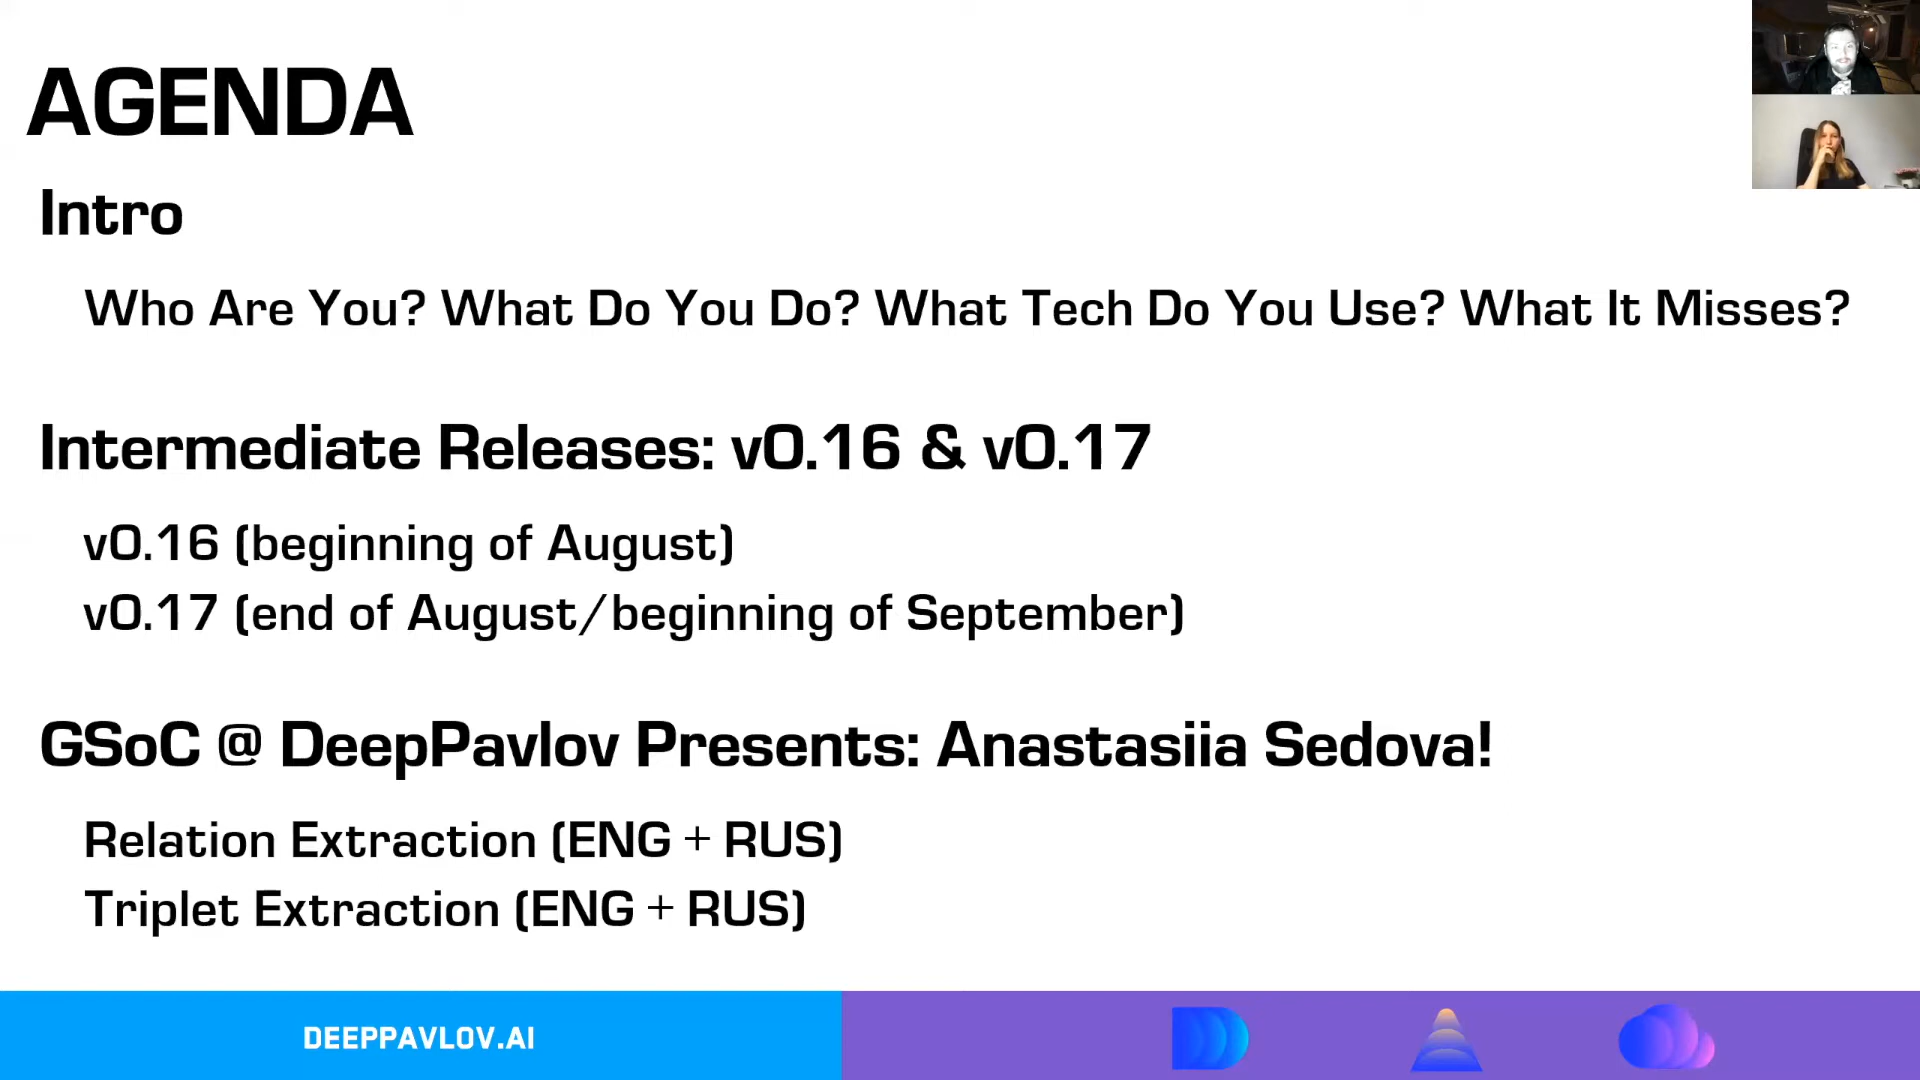 AGENDA
Intro
Who Are You? What Do You Do? What Tech Do You Use? What It Misses?
Intermediate Releases: v0.16 & v0.17
v0.16 (beginning of August)
v0.17 (end of August/beginning of September)
GSoC @ DeepPavlov Presents: Anastasiia Sedova!
Relation Extraction (ENG + RUS)
Triplet Extraction (ENG + RUS)
DEEPPAVLOV.AI